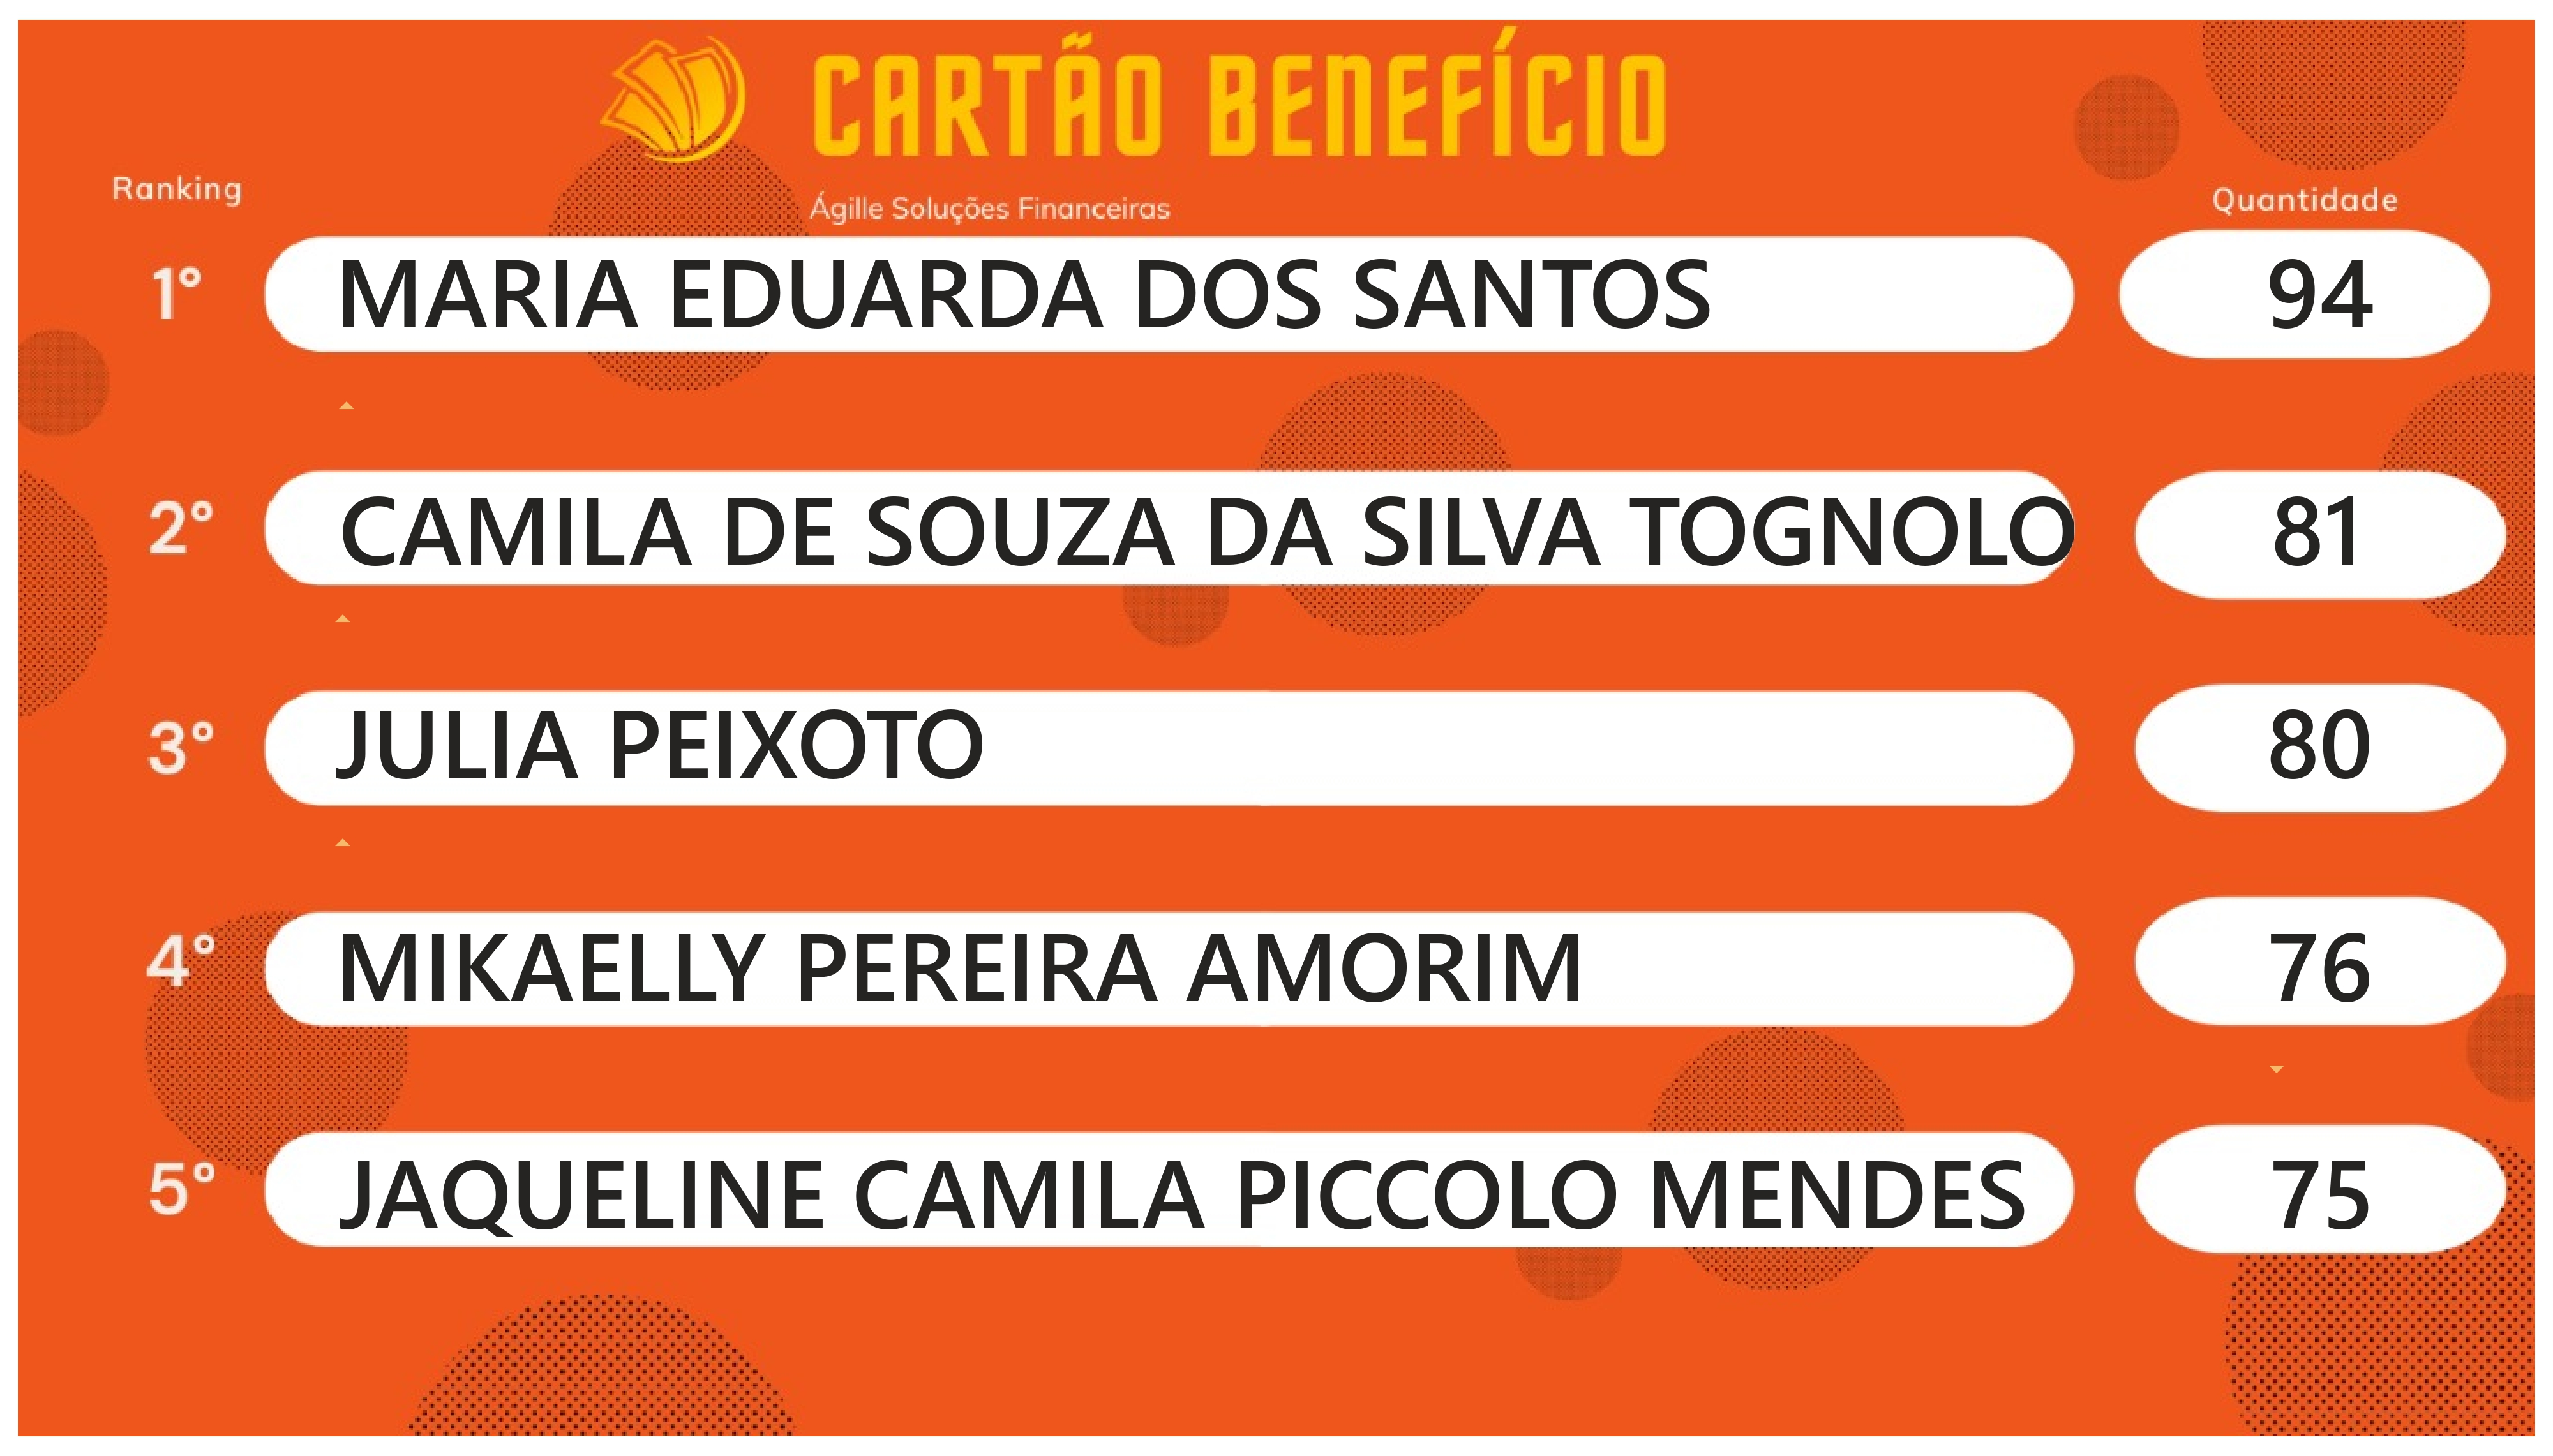 CARTÃO BENEFÍCIO
Ranking
Ágille Soluções Financeiras
Quantidade
1° MARIA EDUARDA DOS SANTOS 94
2° CAMILA DE SOUZA DA SILVA TOGNOLO 81
3° JULIA PEIXOTO 80
4° MIKAELLY PEREIRA AMORIM 76
5° JAQUELINE CAMILA PICCOLO MENDES 75